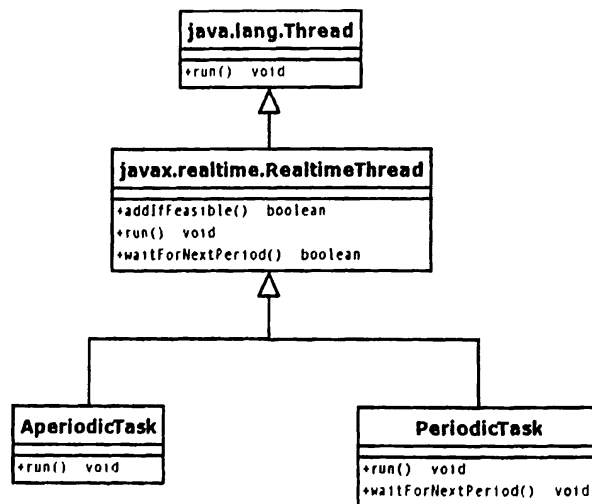 java.lang.Thread
+run() void
javax.realtime.RealtimeThread
+addIfFeasible() boolean
+run() void
+waitForNextPeriod() boolean
AperiodicTask
+run() void
PeriodicTask
+run() void
+waitForNextPeriod() void